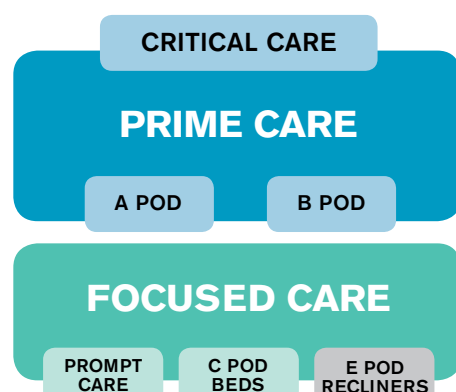 CRITICAL CARE
PRIME CARE
A POD
B POD
FOCUSED CARE
PROMPT
CARE
C POD
BEDS
E POD
RECLINERS